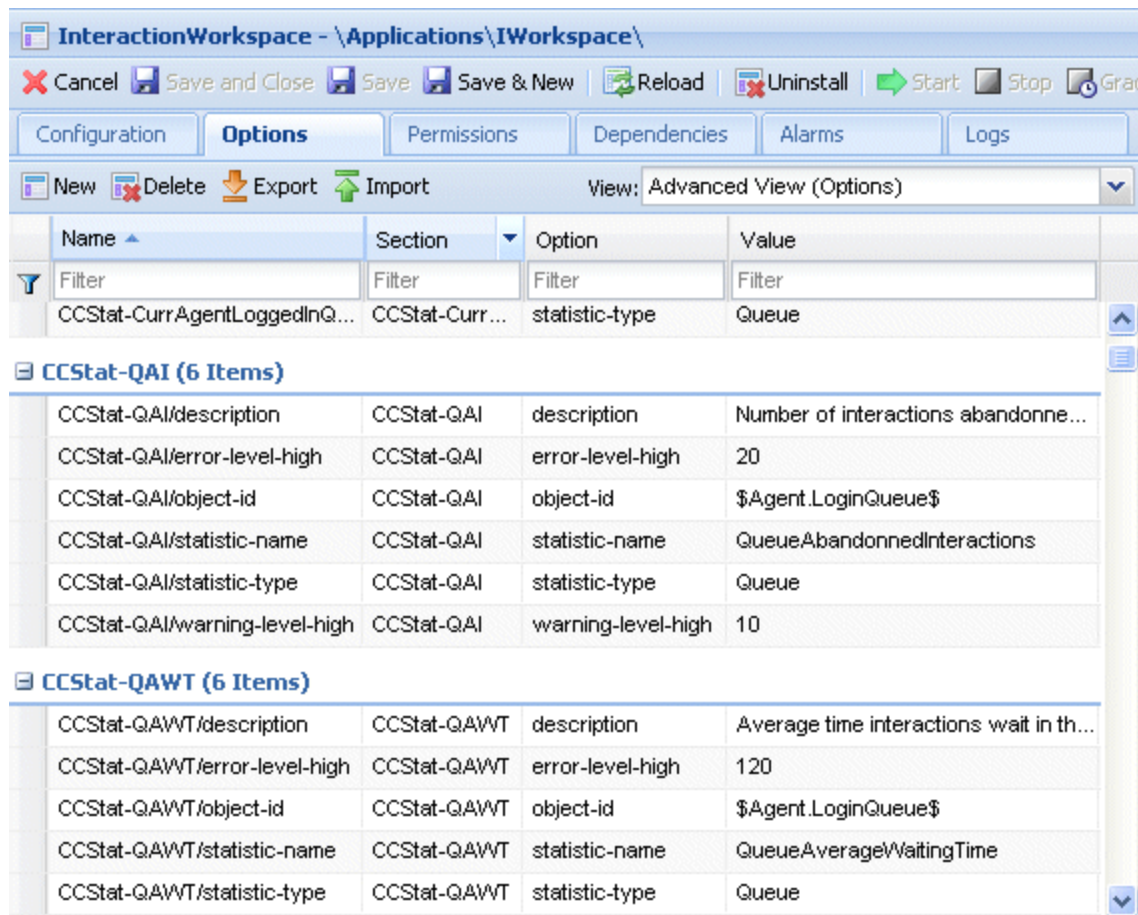 InteractionWorkspace - \Applications\IWorkspace\
Cancel Save and Close Save Save & New Reload Uninstall Start Stop Grac
Configuration Options Permissions Dependencies Alarms Logs
New Delete Export Import View: Advanced View (Options)
Name Section Option Value
Filter Filter Filter Filter
CCStat-CurrAgentLoggedInQ... CCStat-Curr... statistic-type Queue
CCStat-QAI (6 Items)
CCStat-QAI/description CCStat-QAI description Number of interactions abandonne...
CCStat-QAI/error-level-high CCStat-QAI error-level-high 20
CCStat-QAI/object-id CCStat-QAI object-id $Agent.LoginQueue$
CCStat-QAI/statistic-name CCStat-QAI statistic-name QueueAbandonnedInteractions
CCStat-QAI/statistic-type CCStat-QAI statistic-type Queue
CCStat-QAI/warning-level-high CCStat-QAI warning-level-high 10
CCStat-QAWT (6 Items)
CCStat-QAWT/description CCStat-QAWT description Average time interactions wait in th...
CCStat-QAWT/error-level-high CCStat-QAWT error-level-high 120
CCStat-QAWT/object-id CCStat-QAWT object-id $Agent.LoginQueue$
CCStat-QAWT/statistic-name CCStat-QAWT statistic-name QueueAverageWaitingTime
CCStat-QAWT/statistic-type CCStat-QAWT statistic-type Queue